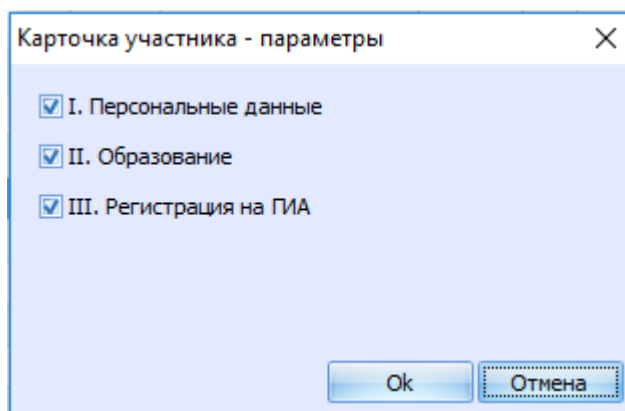 Карточка участника - параметры
I. Персональные данные
II. Образование
III. Регистрация на ГИА
Ok Отмена